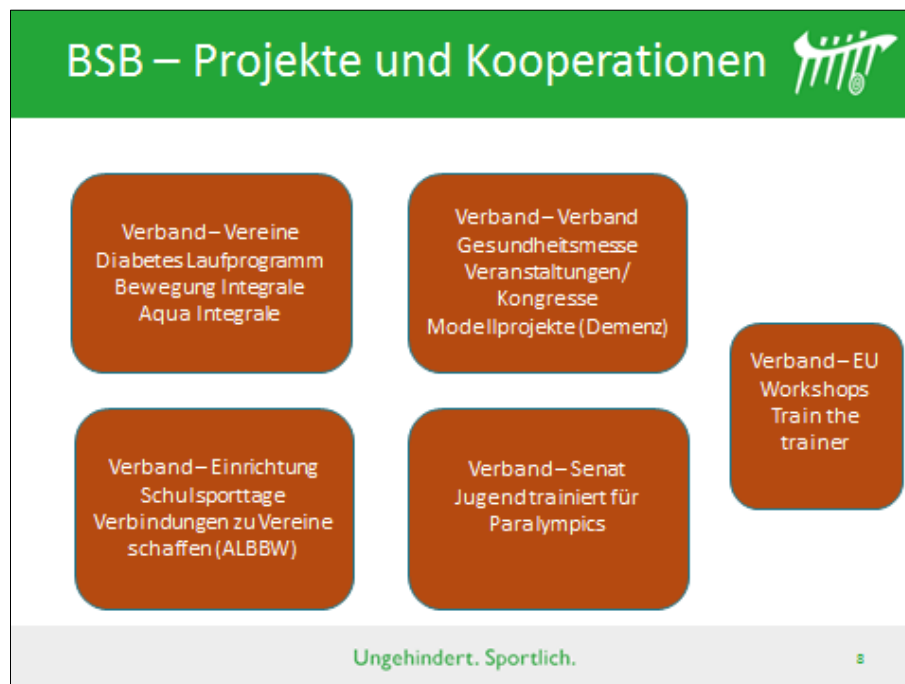 BSB – Projekte und Kooperationen
Verband – Vereine
Diabetes Laufprogramm
Bewegung Integrale
Aqua Integrale
Verband – Verband
Gesundheitsmesse
Veranstaltungen/
Kongresse
Modellprojekte (Demenz)
Verband – EU
Workshops
Train the
trainer
Verband – Einrichtung
Schulsporttage
Verbindungen zu Vereine
schaffen (ALBBW)
Verband – Senat
Jugend trainiert für
Paralympics
Ungehindert. Sportlich.
8